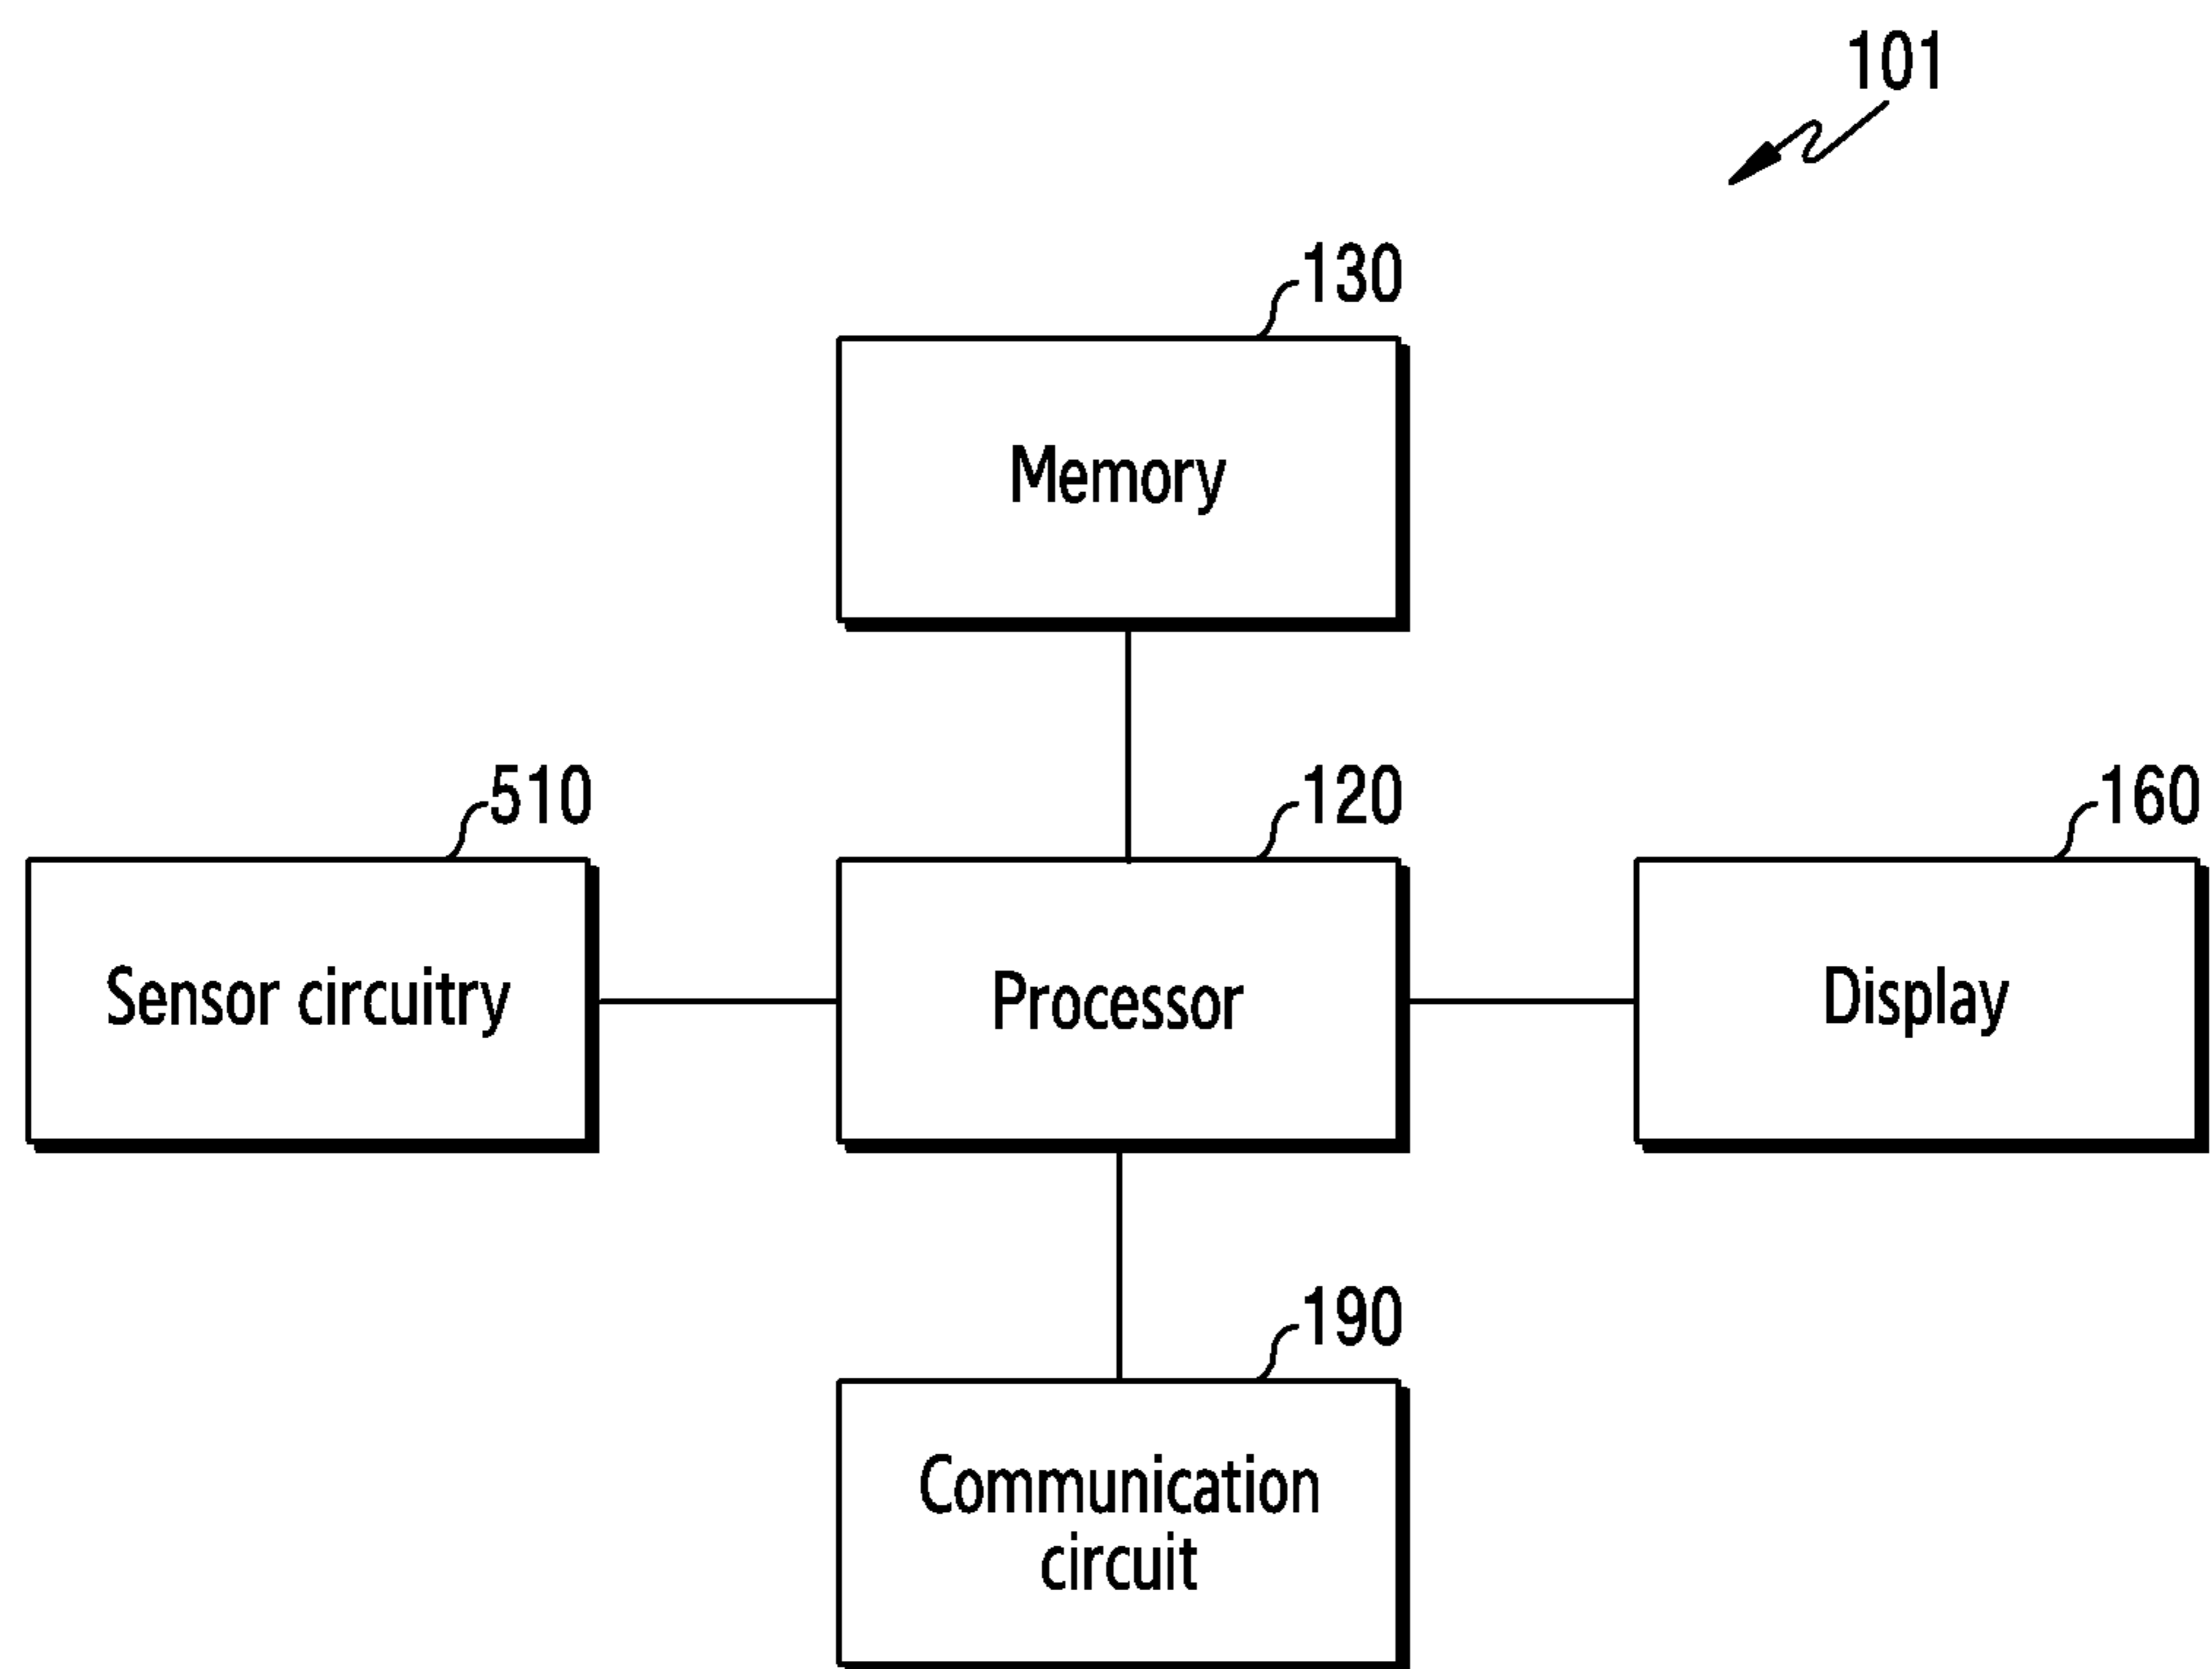 101
130
Memory
510
120
160
Sensor circuitry
Processor
Display
190
Communication
circuit